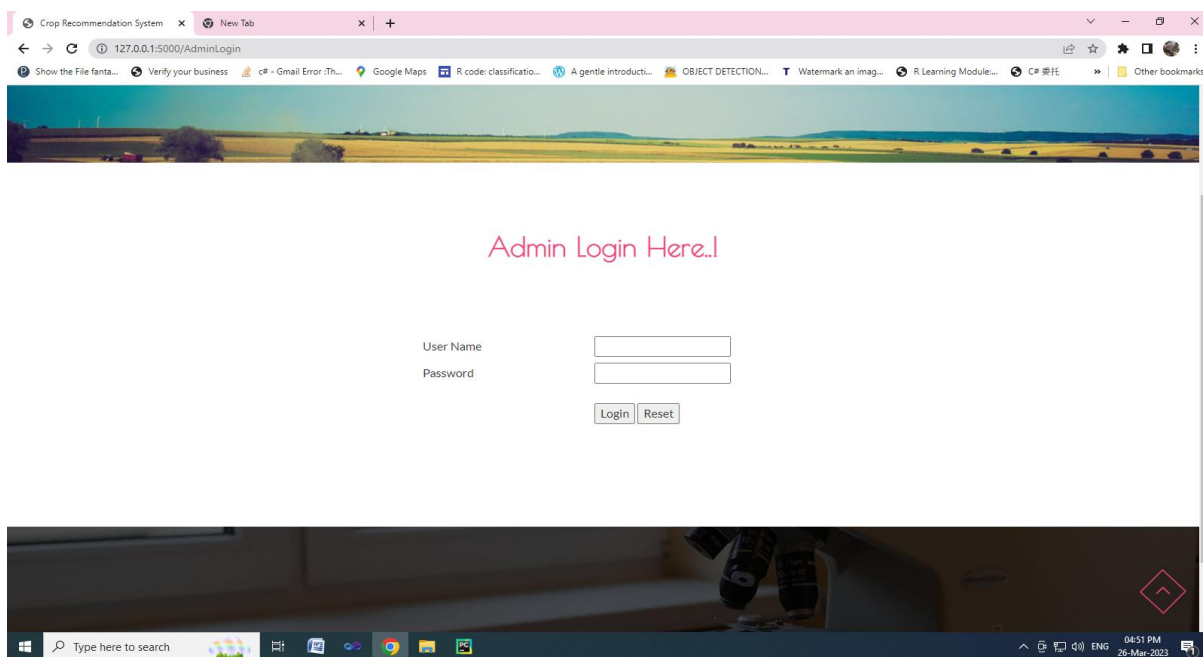 Crop Recommendation System
New Tab
127.0.0.1:5000/AdminLogin
Show the File fanta... Verify your business c# - Gmail Error :Th... Google Maps R code: classificatio... A gentle introducti... OBJECT DETECTION... T Watermark an imag... R Learning Module:... C# 委托 » Other bookmarks
Admin Login Here..!
User Name
Password
Login Reset
Type here to search
ENG
04:51 PM
26-Mar-2023